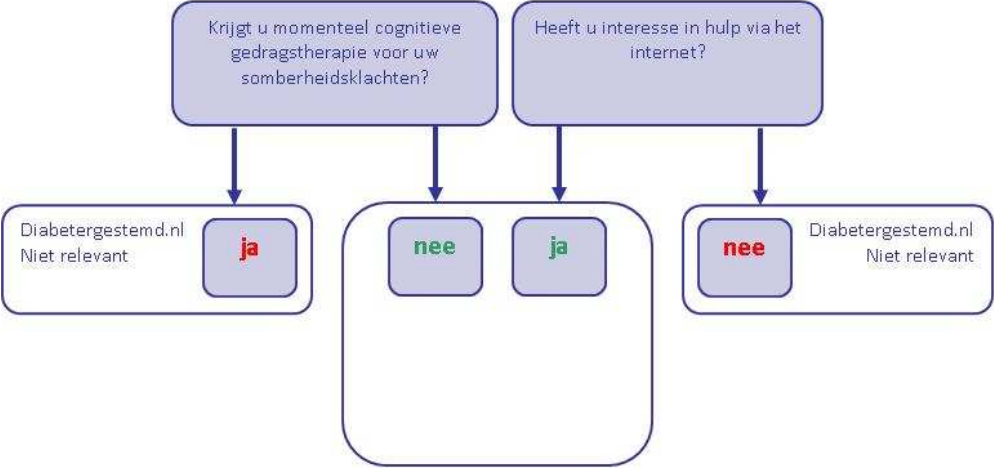 Krijgt u momenteel cognitieve
gedragstherapie voor uw
somberheidsklachten?
Heeft u interesse in hulp via het
internet?
Diabetergestemd.nl
Niet relevant
ja
nee
ja
nee
Diabetergestemd.nl
Niet relevant